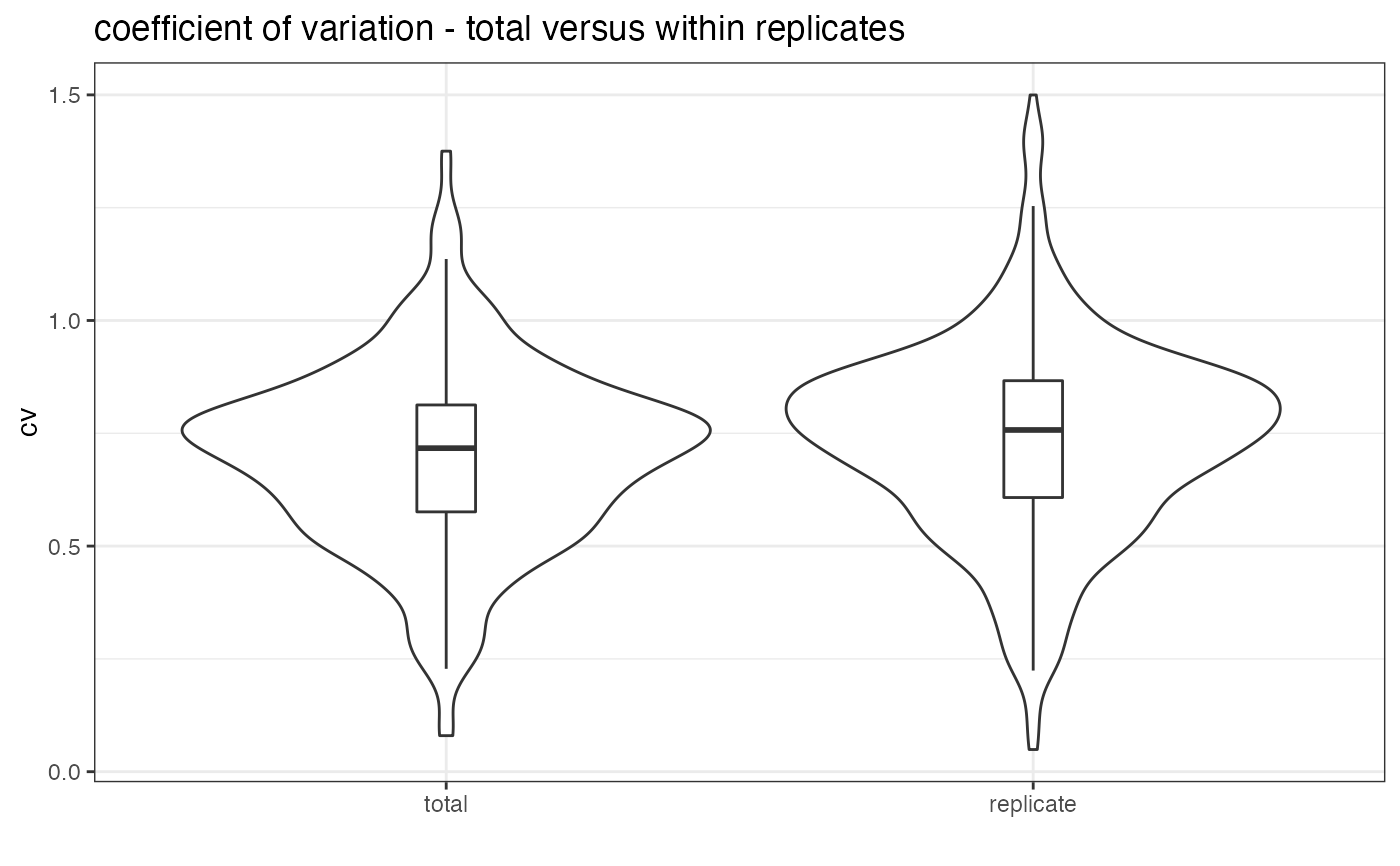 coefficient of variation - total versus within replicates
1.5
1.0
0.5
0.0
cv
total
replicate